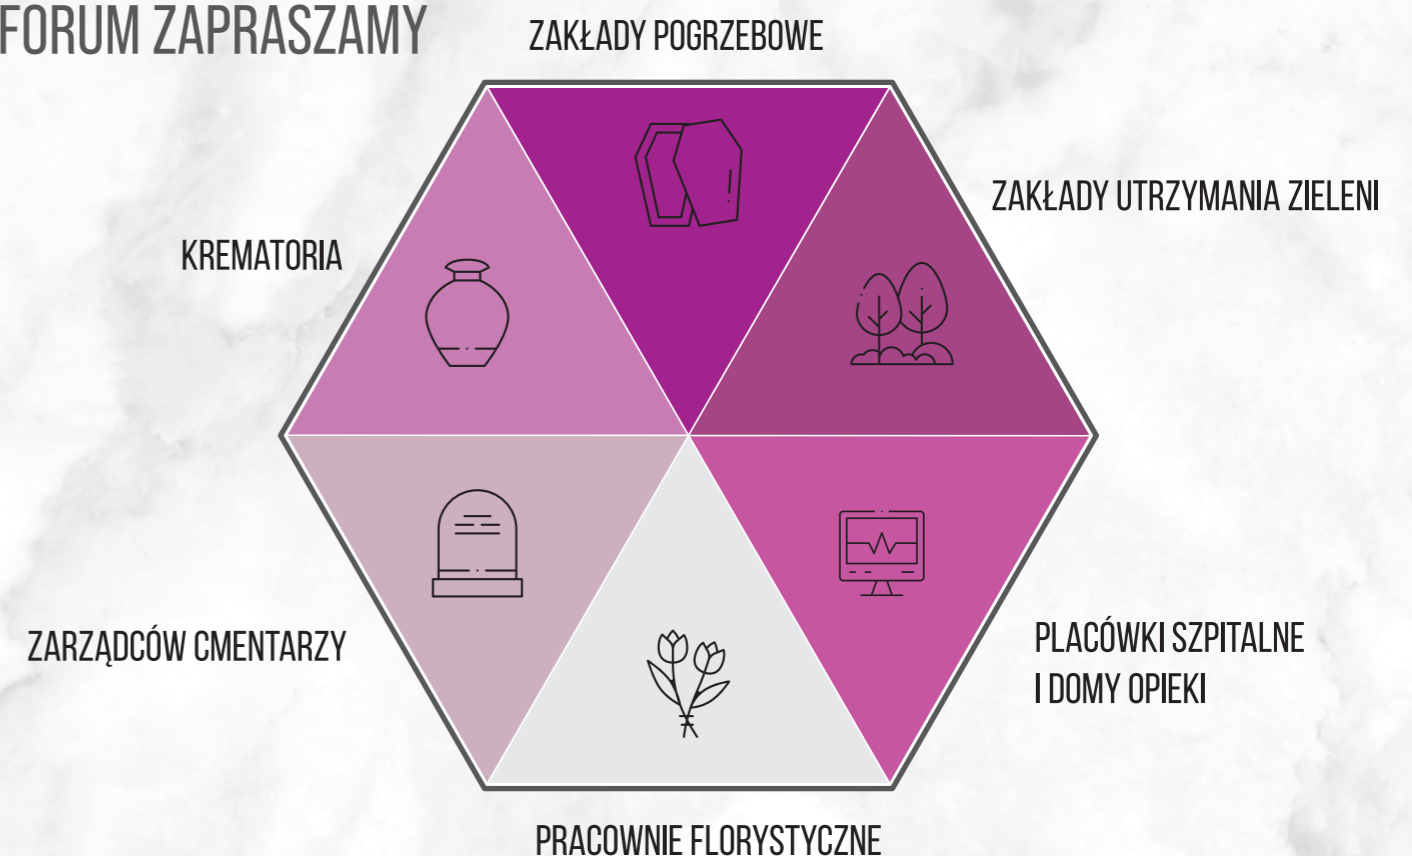 FORUM ZAPRASZAMY
ZAKŁADY POGRZEBOWE
ZAKŁADY UTRZYMANIA ZIELENI
KREMATORIA
ZARZĄDCÓW CMENTARZY
PLACÓWKI SZPITALNE
I DOMY OPIEKI
PRACOWNIE FLORYSTYCZNE